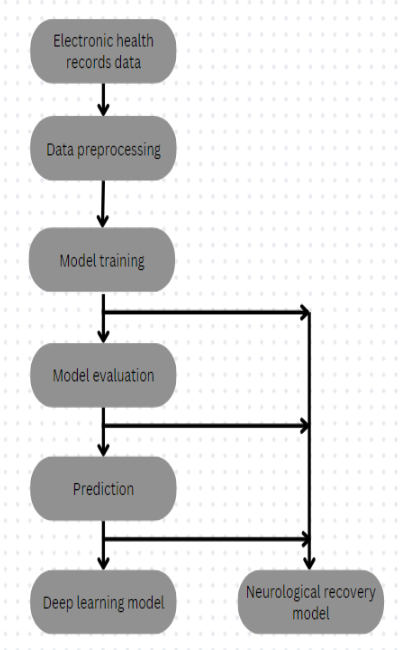 Electronic health
records data
Data preprocessing
Model training
Model evaluation
Prediction
Deep learning model
Neurological recovery
model